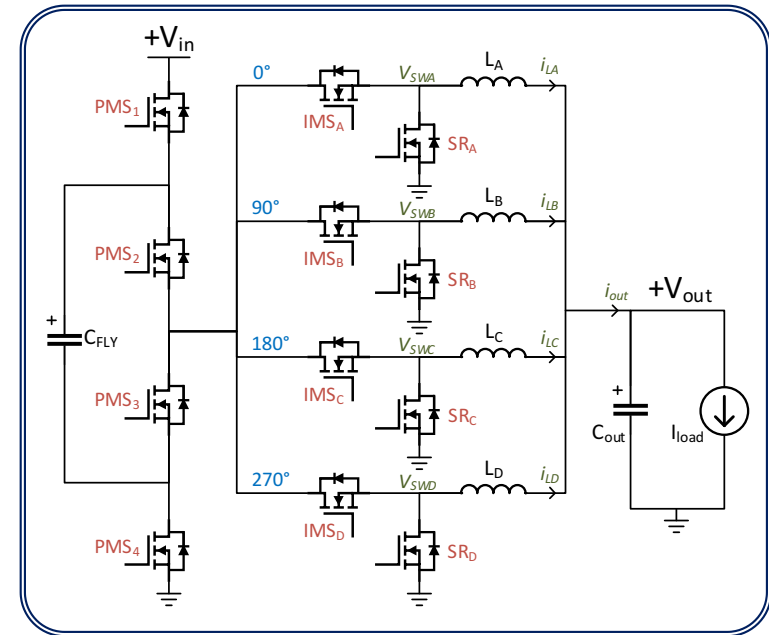 +Vin
PMS1
PMS2
+
CFLY
PMS3
PMS4
0°
IMSA
VSWA
LA
iLA
SRA
90°
IMSB
VSWB
LB
iLB
SRB
180°
IMSC
VSWC
LC
iLC
SRC
270°
IMSD
VSWD
LD
iLD
SRD
iout
+Vout
+
Cout
Iload